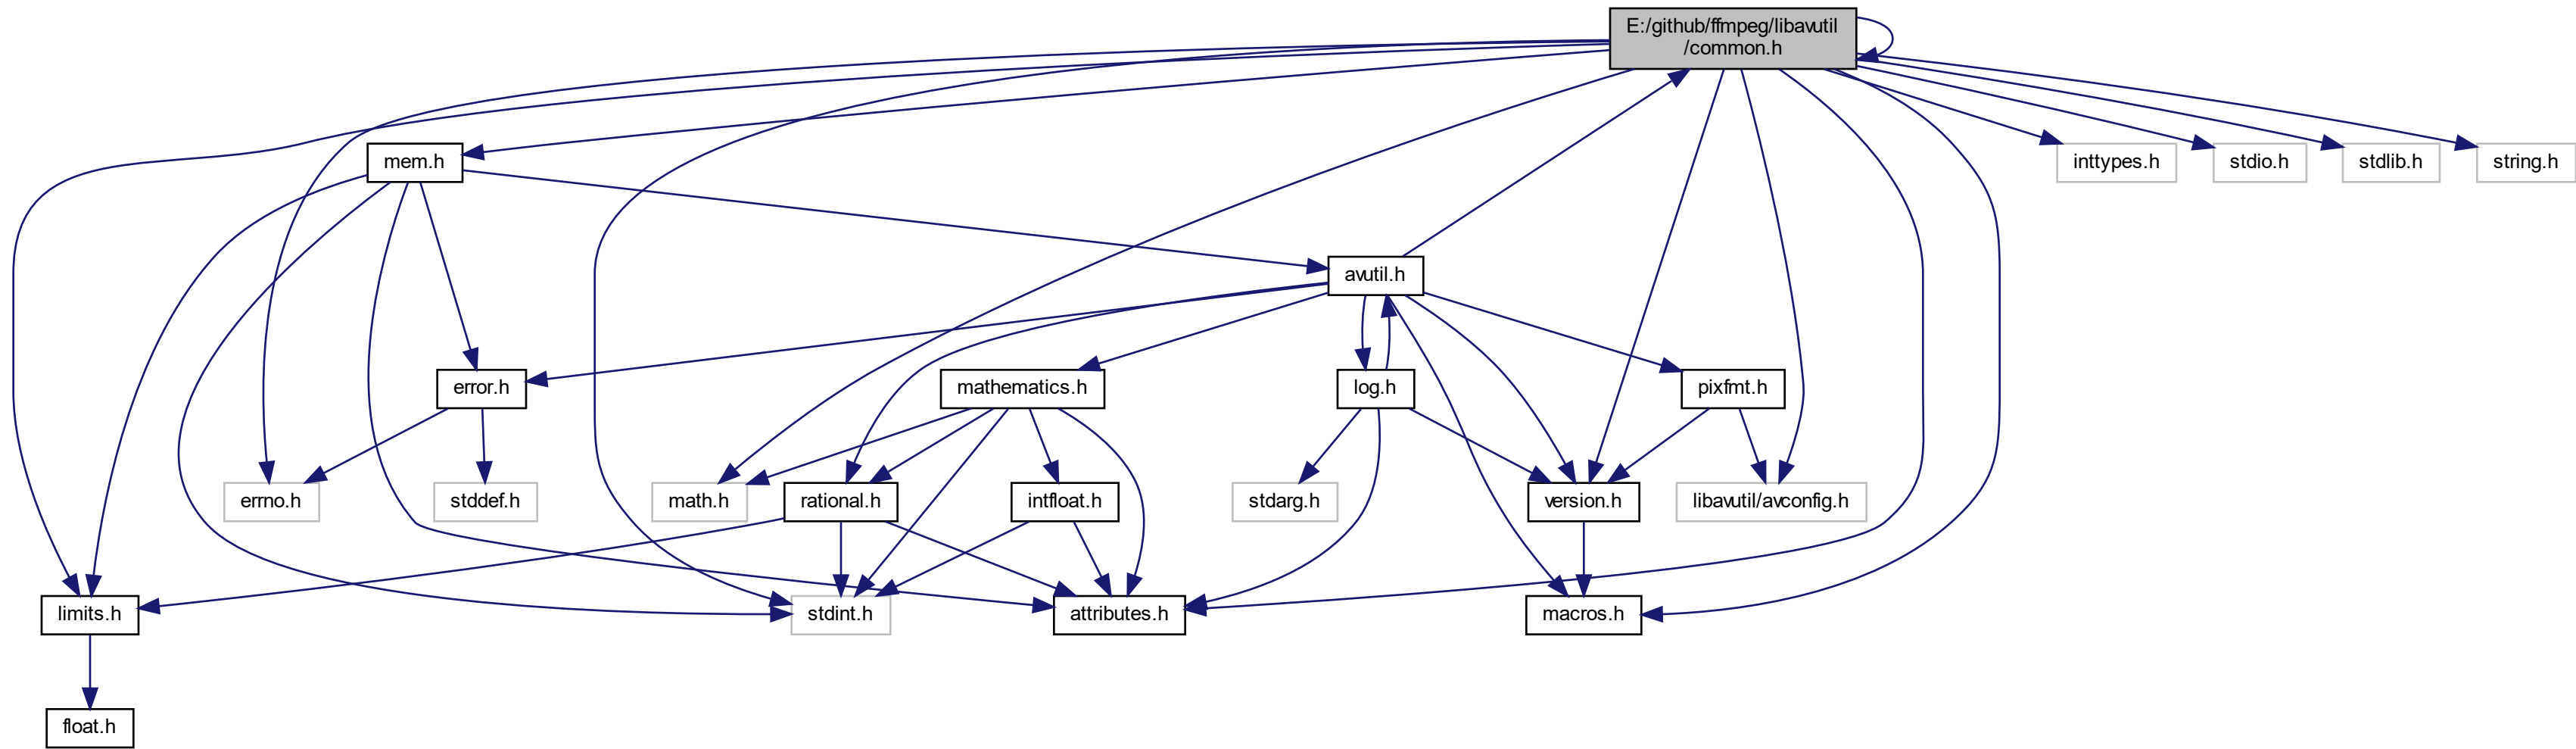 E:/github/ffmpeg/libavutil
/common.h
mem.h
inttypes.h
stdio.h
stdlib.h
string.h
avutil.h
error.h
mathematics.h
log.h
pixfmt.h
errno.h
stddef.h
math.h
rational.h
intfloat.h
stdarg.h
version.h
libavutil/avconfig.h
limits.h
stdint.h
attributes.h
macros.h
float.h